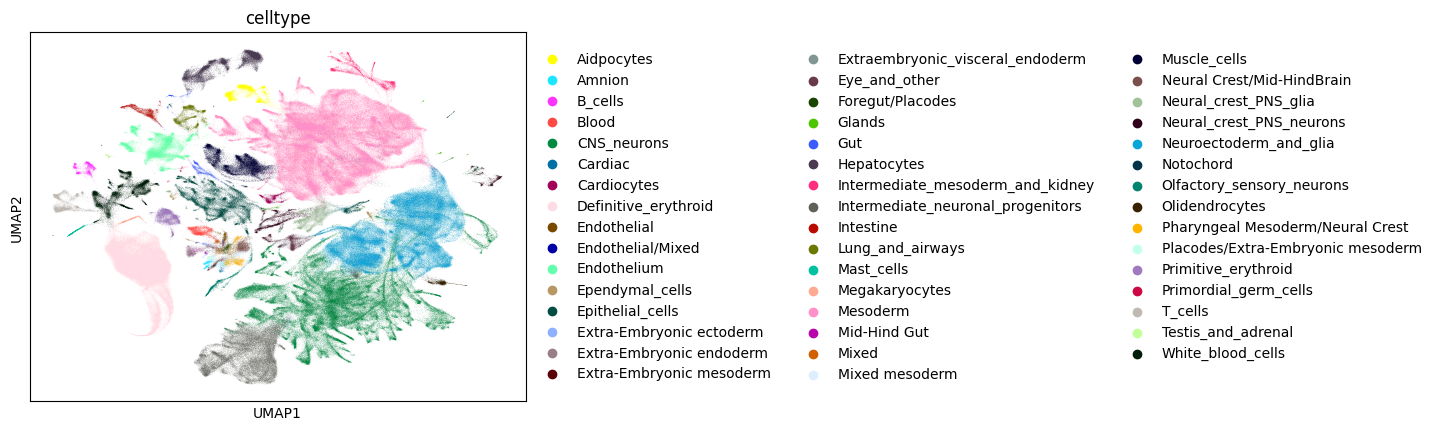 celltype
UMAP2
UMAP1
Aidpocytes
Amnion
B_cells
Blood
CNS_neurons
Cardiac
Cardiocytes
Definitive_erythroid
Endothelial
Endothelial/Mixed
Endothelium
Ependymal_cells
Epithelial_cells
Extra-Embryonic ectoderm
Extra-Embryonic endoderm
Extra-Embryonic mesoderm
Extraembryonic_visceral_endoderm
Eye_and_other
Foregut/Placodes
Glands
Gut
Hepatocytes
Intermediate_mesoderm_and_kidney
Intermediate_neuronal_progenitors
Intestine
Lung_and_airways
Mast_cells
Megakaryocytes
Mesoderm
Mid-Hind Gut
Mixed
Mixed mesoderm
Muscle_cells
Neural Crest/Mid-HindBrain
Neural_crest_PNS_glia
Neural_crest_PNS_neurons
Neuroectoderm_and_glia
Notochord
Olfactory_sensory_neurons
Olidendrocytes
Pharyngeal Mesoderm/Neural Crest
Placodes/Extra-Embryonic mesoderm
Primitive_erythroid
Primordial_germ_cells
T_cells
Testis_and_adrenal
White_blood_cells